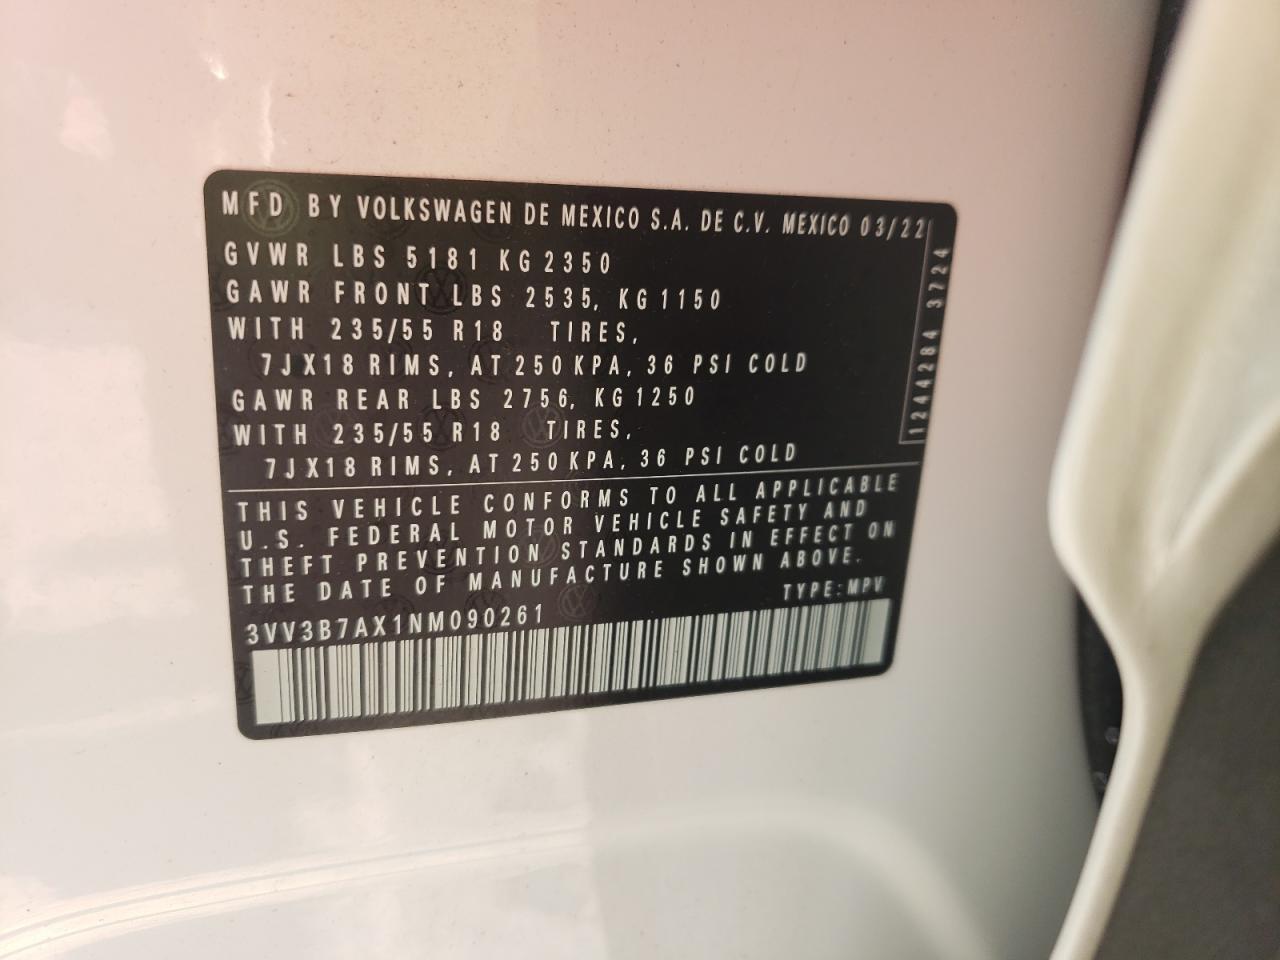 MFD BY VOLKSWAGEN DE MEXICO S.A. DE C.V. MEXICO 03/22
GVWR LBS 5181 KG 2350
GAWR FRONT LBS 2535, KG 1150
WITH 235/55 R18 TIRES,
7JX18 RIMS, AT 250 KPA, 36 PSI COLD
GAWR REAR LBS 2756, KG 1250
WITH 235/55 R18 TIRES,
7JX18 RIMS, AT 250 KPA, 36 PSI COLD
1244284 3724
THIS VEHICLE CONFORMS TO ALL APPLICABLE
U.S. FEDERAL MOTOR VEHICLE SAFETY AND
THEFT PREVENTION STANDARDS IN EFFECT ON
THE DATE OF MANUFACTURE SHOWN ABOVE.
TYPE: MPV
3VV3B7AX1NM090261